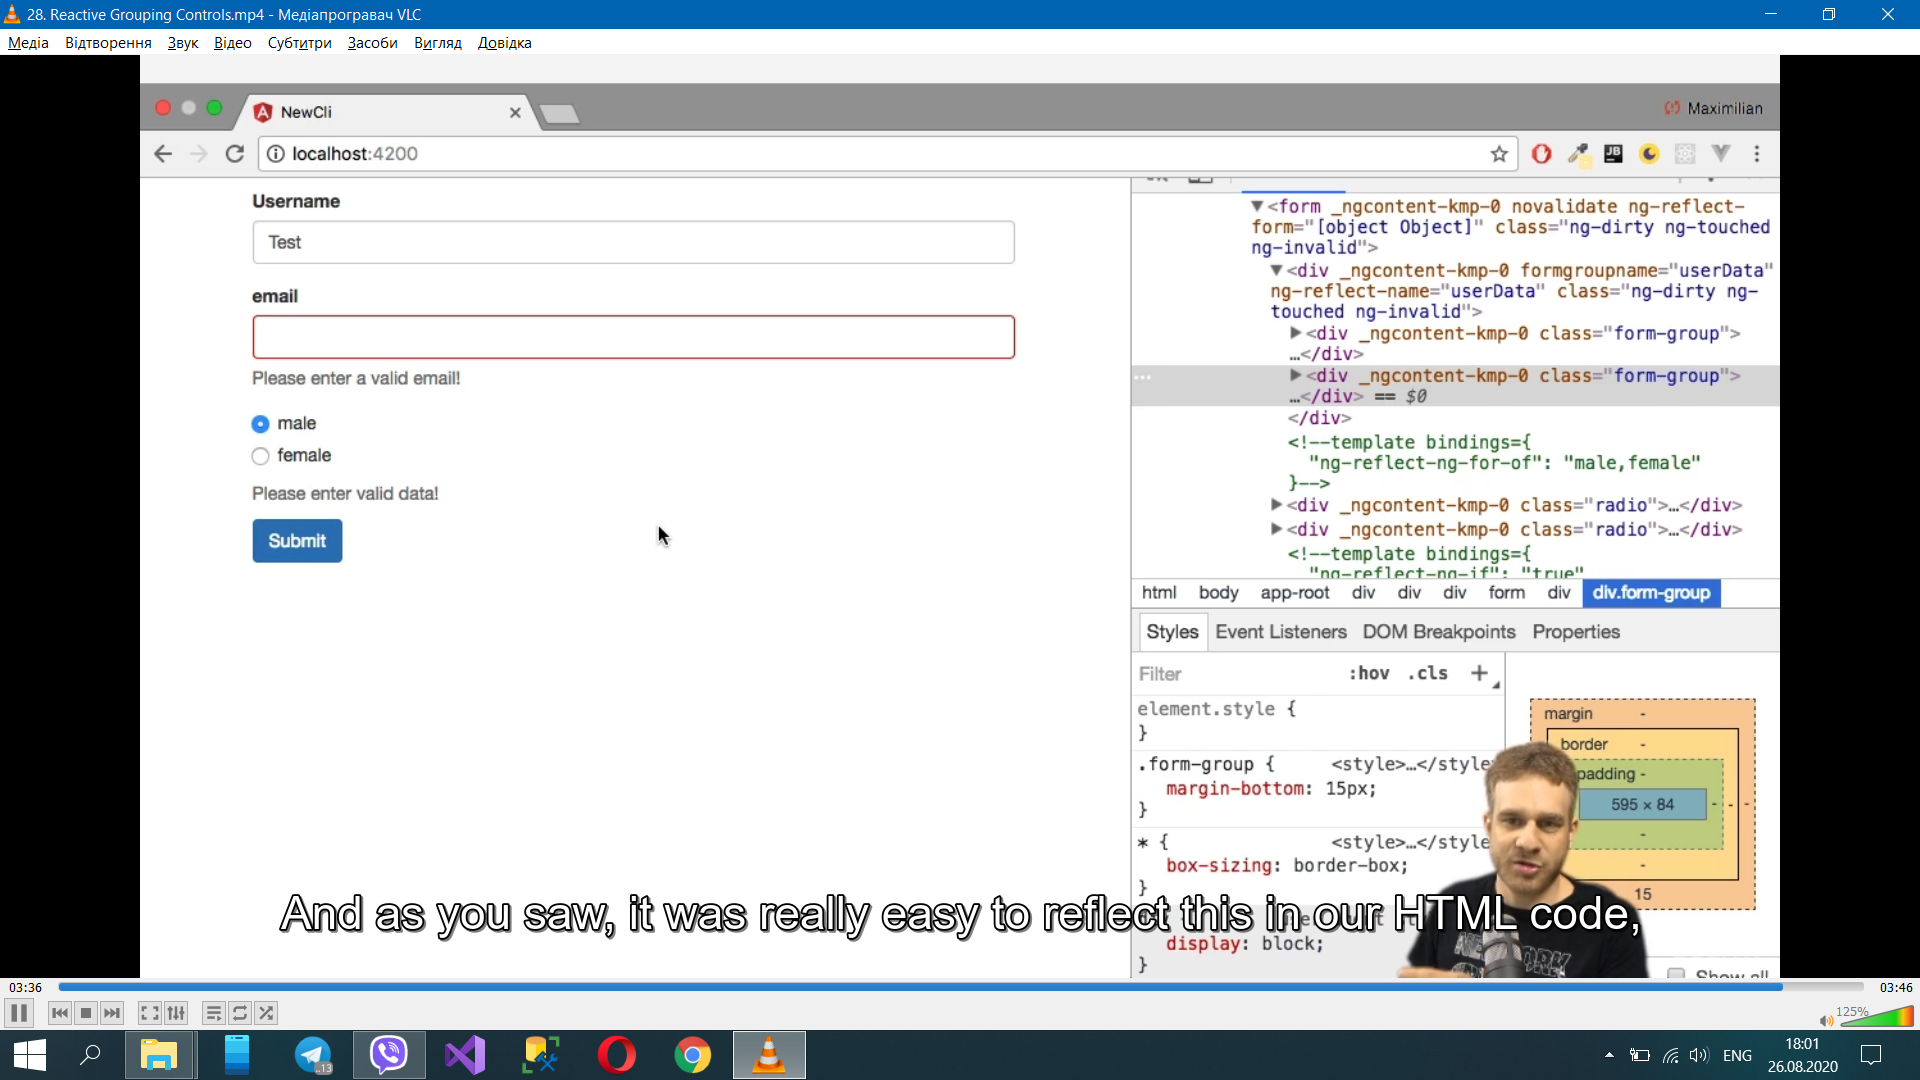 28. Reactive Grouping Controls.mp4 - Медіапрогравач VLC
Медіа Відтворення Звук Відео Субтитри Засоби Вигляд Довідка
NewCli
Maximilian
localhost:4200
Username
Test
email
Please enter a valid email!
male
female
Please enter valid data!
Submit
<form _ngcontent-kmp-0 novalidate ng-reflect-
form="[object Object]" class="ng-dirty ng-touched
ng-invalid">
<div _ngcontent-kmp-0 formgroupname="userData"
ng-reflect-name="userData" class="ng-dirty ng-
touched ng-invalid">
<div _ngcontent-kmp-0 class="form-group">
…</div>
<div _ngcontent-kmp-0 class="form-group">
…</div> == $0
</div>
<!--template bindings={
"ng-reflect-ng-for-of": "male,female"
}-->
<div _ngcontent-kmp-0 class="radio">…</div>
<div _ngcontent-kmp-0 class="radio">…</div>
<!--template bindings={
"ng-reflect-ng-if": "true"
html body app-root div div div form div div.form-group
Styles Event Listeners DOM Breakpoints Properties
Filter :hov .cls +
element.style {
}
.form-group { <style>…</style>
margin-bottom: 15px;
}
* { <style>…</style>
box-sizing: border-box;
}
display: block;
}
margin -
border -
padding -
595 × 84
15
Show all
And as you saw, it was really easy to reflect this in our HTML code,
03:36
03:46
125%
..13
ENG
18:01
26.08.2020